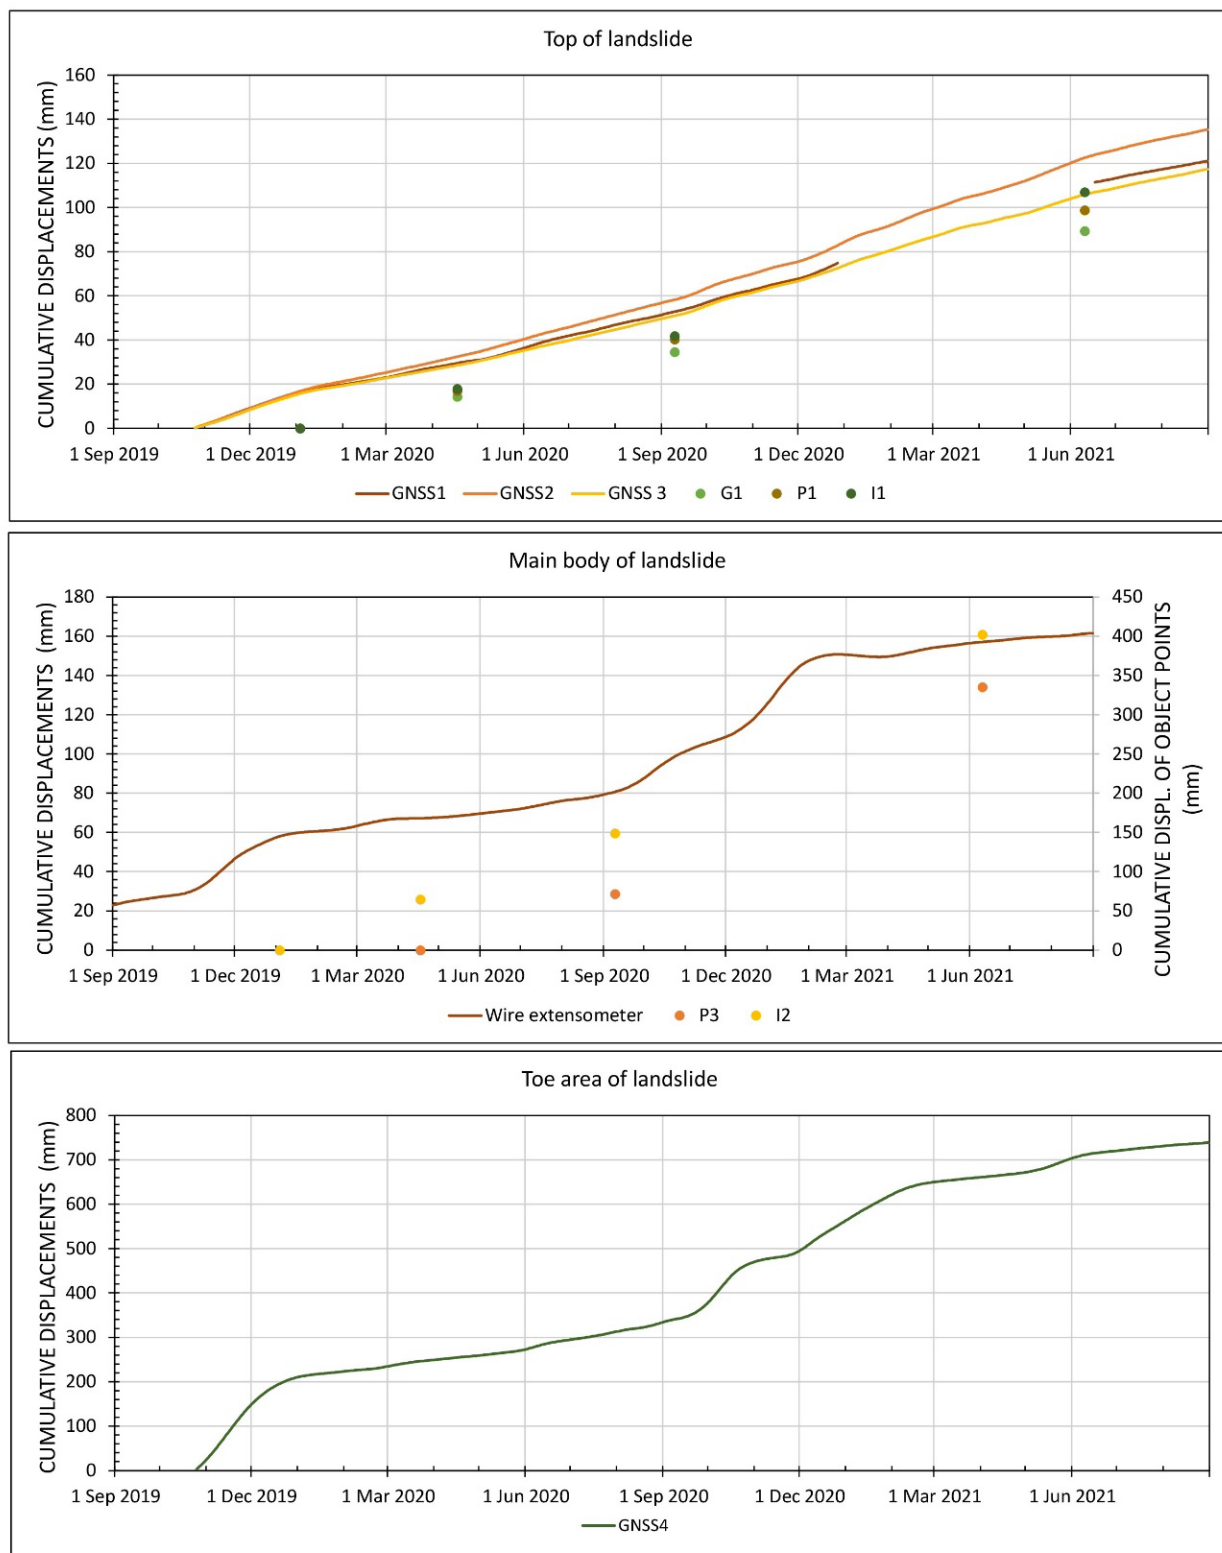 Top of landslide
CUMULATIVE DISPLACEMENTS (mm)
160
140
120
100
80
60
40
20
0
1 Sep 2019 1 Dec 2019 1 Mar 2020 1 Jun 2020 1 Sep 2020 1 Dec 2020 1 Mar 2021 1 Jun 2021
GNSS1 GNSS2 GNSS 3 G1 P1 I1
Main body of landslide
CUMULATIVE DISPLACEMENTS (mm)
180
160
140
120
100
80
60
40
20
0
450
400
350
300
250
200
150
100
50
0
CUMULATIVE DISPL. OF OBJECT POINTS
(mm)
1 Sep 2019 1 Dec 2019 1 Mar 2020 1 Jun 2020 1 Sep 2020 1 Dec 2020 1 Mar 2021 1 Jun 2021
Wire extensometer P3 I2
Toe area of landslide
CUMULATIVE DISPLACEMENTS (mm)
800
700
600
500
400
300
200
100
0
1 Sep 2019 1 Dec 2019 1 Mar 2020 1 Jun 2020 1 Sep 2020 1 Dec 2020 1 Mar 2021 1 Jun 2021
GNSS4